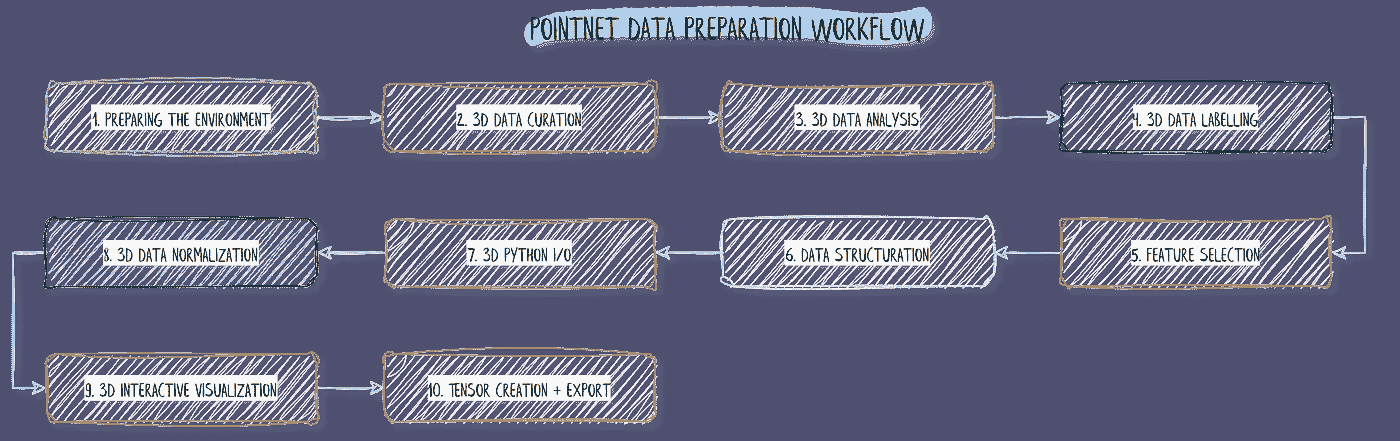 POINTNET DATA PREPARATION WORKFLOW
1. PREPARING THE ENVIRONMENT
2. 3D DATA CURATION
3. 3D DATA ANALYSIS
4. 3D DATA LABELLING
5. FEATURE SELECTION
6. DATA STRUCTURATION
7. 3D PYTHON I/O
8. 3D DATA NORMALIZATION
9. 3D INTERACTIVE VISUALIZATION
10. TENSOR CREATION + EXPORT